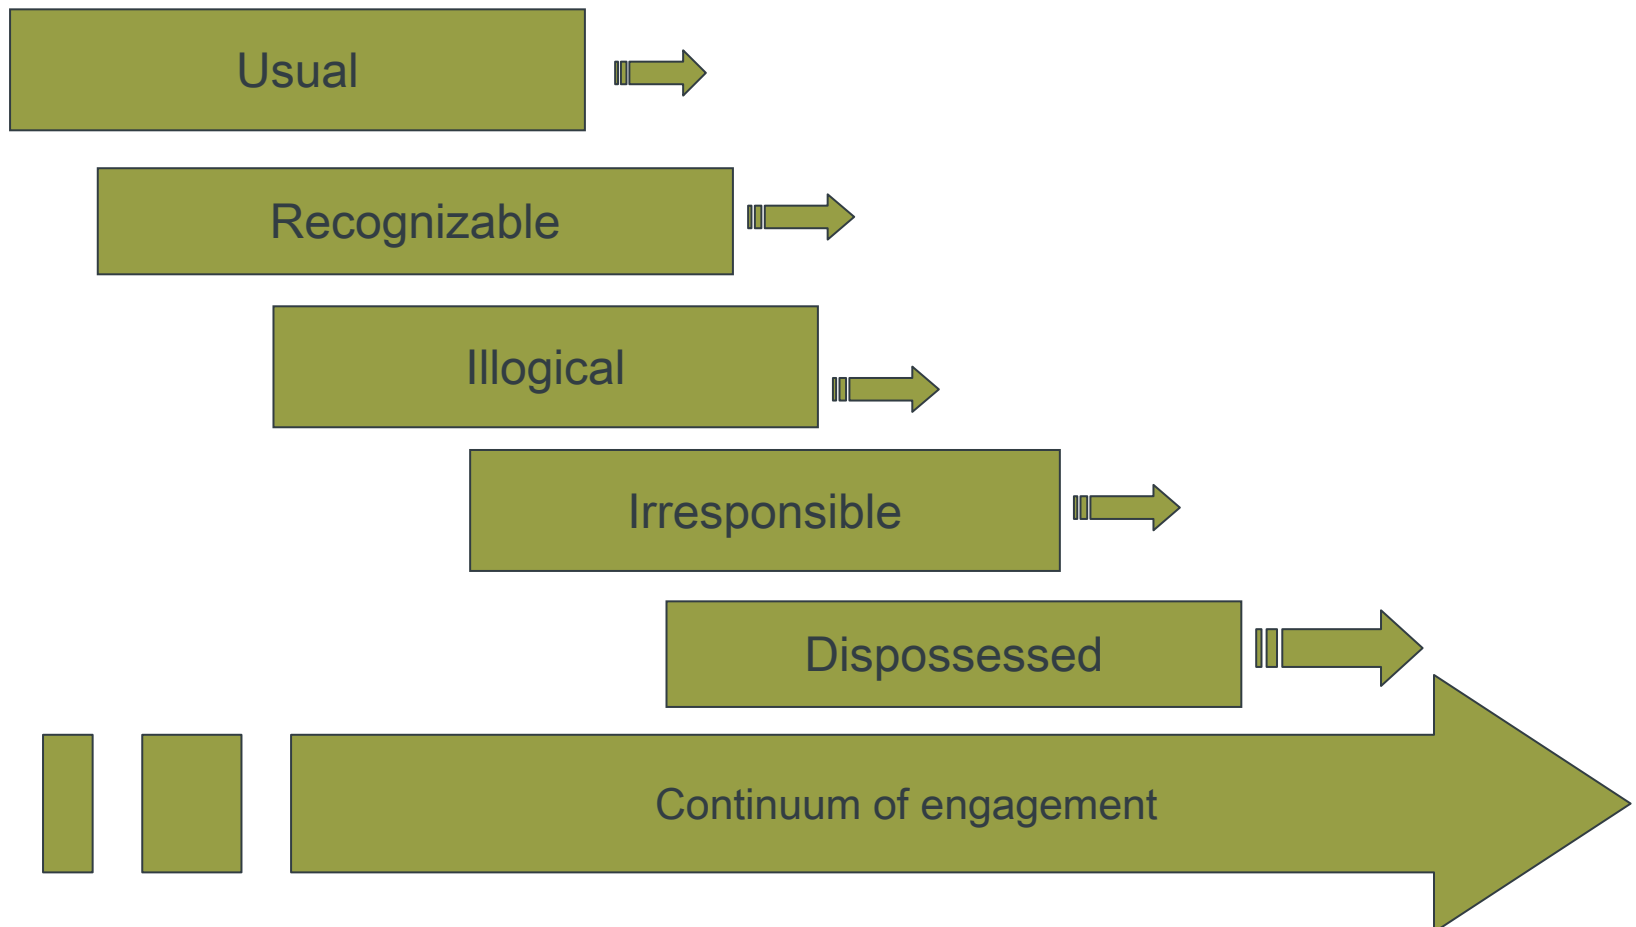 Usual
Recognizable
Illogical
Irresponsible
Dispossessed
Continuum of engagement